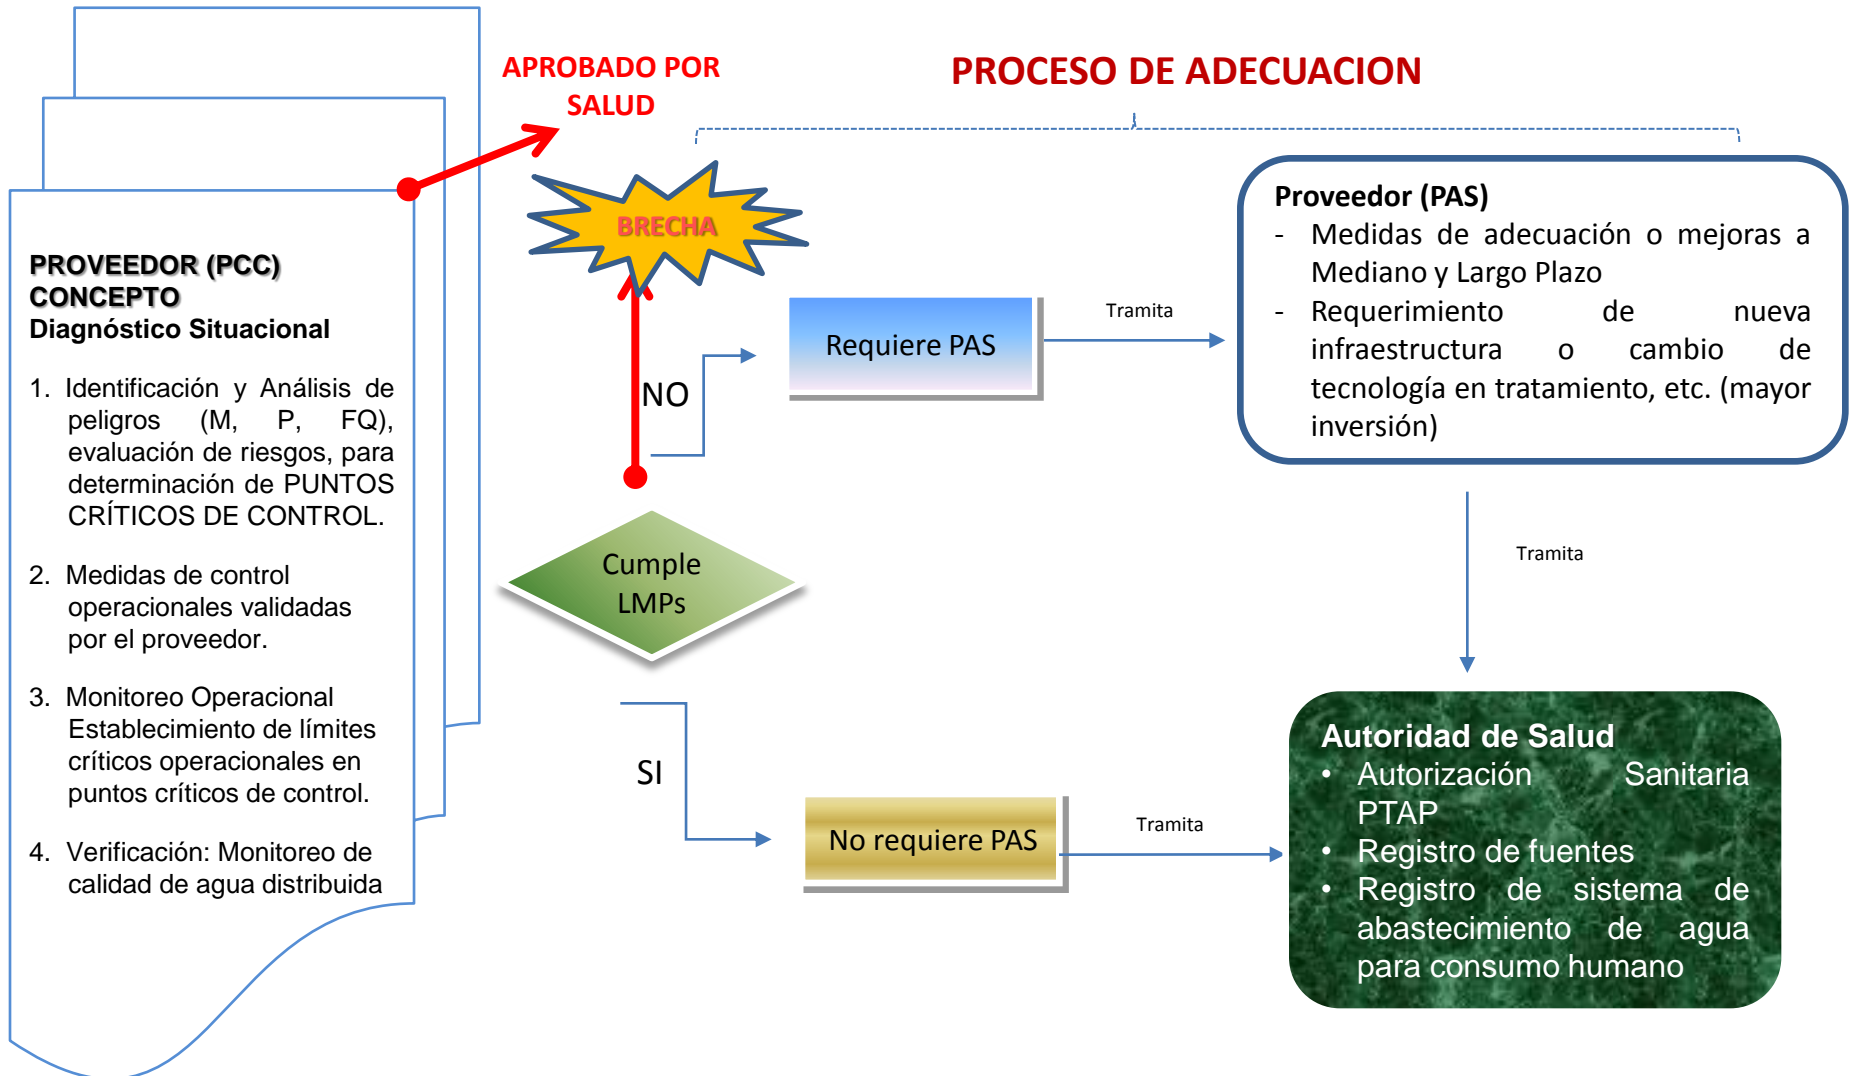 APROBADO POR
SALUD
PROCESO DE ADECUACION
PROVEEDOR (PCC)
CONCEPTO
Diagnóstico Situacional
1. Identificación y Análisis de
peligros (M, P, FQ),
evaluación de riesgos, para
determinación de PUNTOS
CRÍTICOS DE CONTROL.
2. Medidas de control
operacionales validadas
por el proveedor.
3. Monitoreo Operacional
Establecimiento de límites
críticos operacionales en
puntos críticos de control.
4. Verificación: Monitoreo de
calidad de agua distribuida
BRECHA
NO
Cumple
LMPs
SI
Requiere PAS
Tramita
Proveedor (PAS)
- Medidas de adecuación o mejoras a
Mediano y Largo Plazo
- Requerimiento de nueva
infraestructura o cambio de
tecnología en tratamiento, etc. (mayor
inversión)
Tramita
No requiere PAS
Tramita
Autoridad de Salud
• Autorización Sanitaria
PTAP
• Registro de fuentes
• Registro de sistema de
abastecimiento de agua
para consumo humano